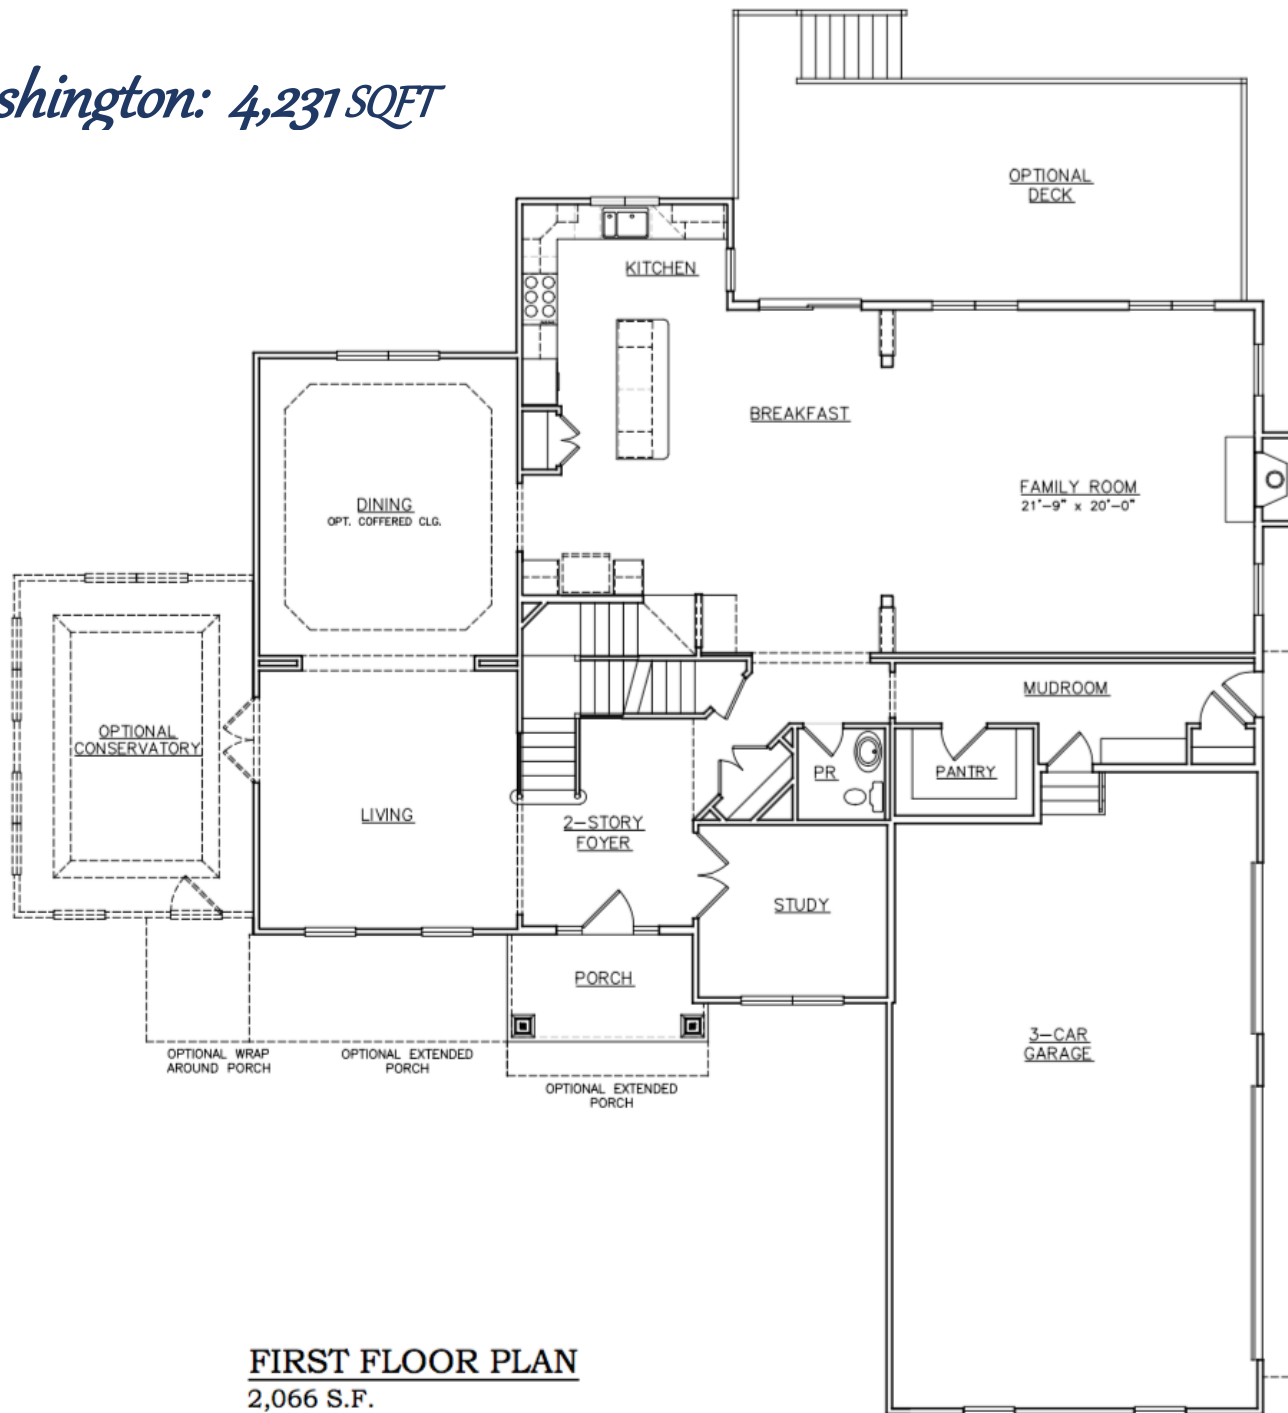 shington: 4,231 SQFT
OPTIONAL
DECK
KITCHEN
BREAKFAST
DINING
OPT. COFFERED CLG.
FAMILY ROOM
21'-9" x 20'-0"
MUDROOM
OPTIONAL
CONSERVATORY
PR
PANTRY
LIVING
2-STORY
FOYER
STUDY
PORCH
3-CAR
GARAGE
OPTIONAL WRAP
AROUND PORCH
OPTIONAL EXTENDED
PORCH
OPTIONAL EXTENDED
PORCH
FIRST FLOOR PLAN
2,066 S.F.